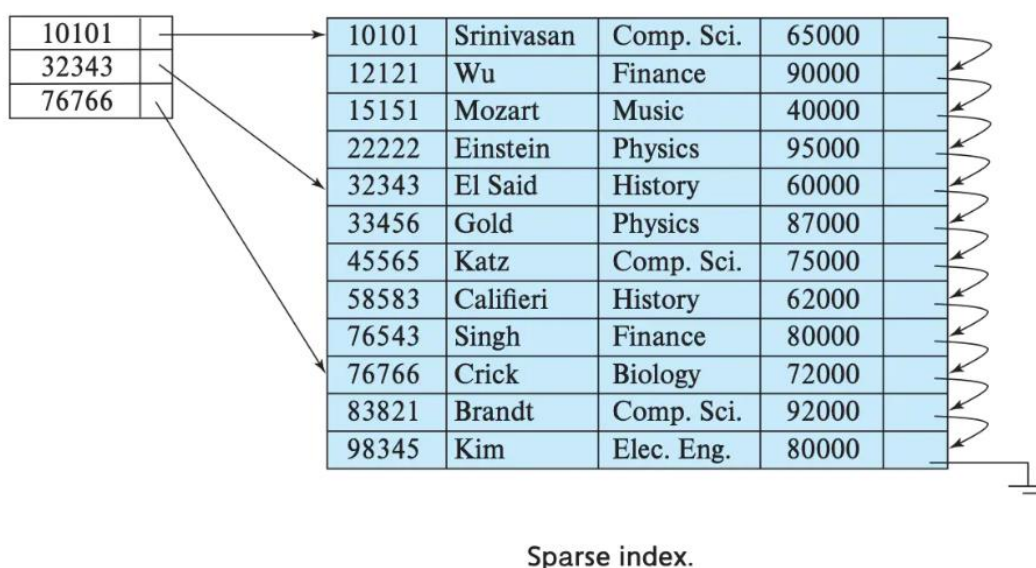 10101
32343
76766
10101 Srinivasan Comp. Sci. 65000
12121 Wu Finance 90000
15151 Mozart Music 40000
22222 Einstein Physics 95000
32343 El Said History 60000
33456 Gold Physics 87000
45565 Katz Comp. Sci. 75000
58583 Califieri History 62000
76543 Singh Finance 80000
76766 Crick Biology 72000
83821 Brandt Comp. Sci. 92000
98345 Kim Elec. Eng. 80000
Sparse index.